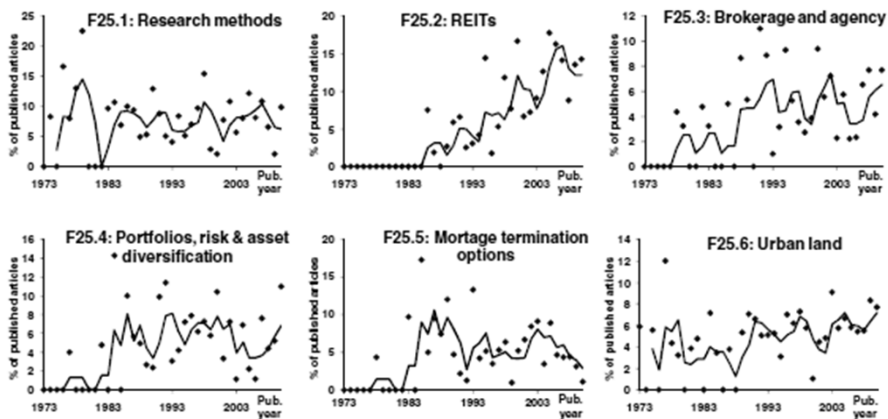 F25.1: Research methods
% of published articles
25
20
15
10
5
0
1973
1983
1993
2003
Pub.
year
F25.2: REITs
20
15
10
5
0
1973
1983
1993
2003
Pub.
year
F25.3: Brokerage and agency
% of published articles
12
10
8
6
4
2
0
1973
1983
1993
2003
Pub.
year
F25.4: Portfolios, risk & asset
diversification
% of published articles
16
14
12
10
8
6
4
2
0
1973
1983
1993
2003
Pub.
year
F25.5: Mortage termination
options
% of published articles
20
15
10
5
0
1973
1983
1993
2003
Pub.
year
F25.6: Urban land
% of published articles
14
12
10
8
6
4
2
0
1973
1983
1993
2003
Pub.
year